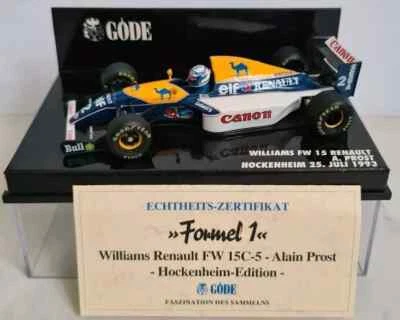 GÖDE
elf RENAULT
Canon
2
Bull
WILLIAMS FW 15 RENAULT
A. PROST
HOCKENHEIM 25. JULI 1993
ECHTHEITS-ZERTIFIKAT
»Formel 1«
Williams Renault FW 15C-5 - Alain Prost
- Hockenheim-Edition -
GÖDE
FASZINATION DES SAMMELNS